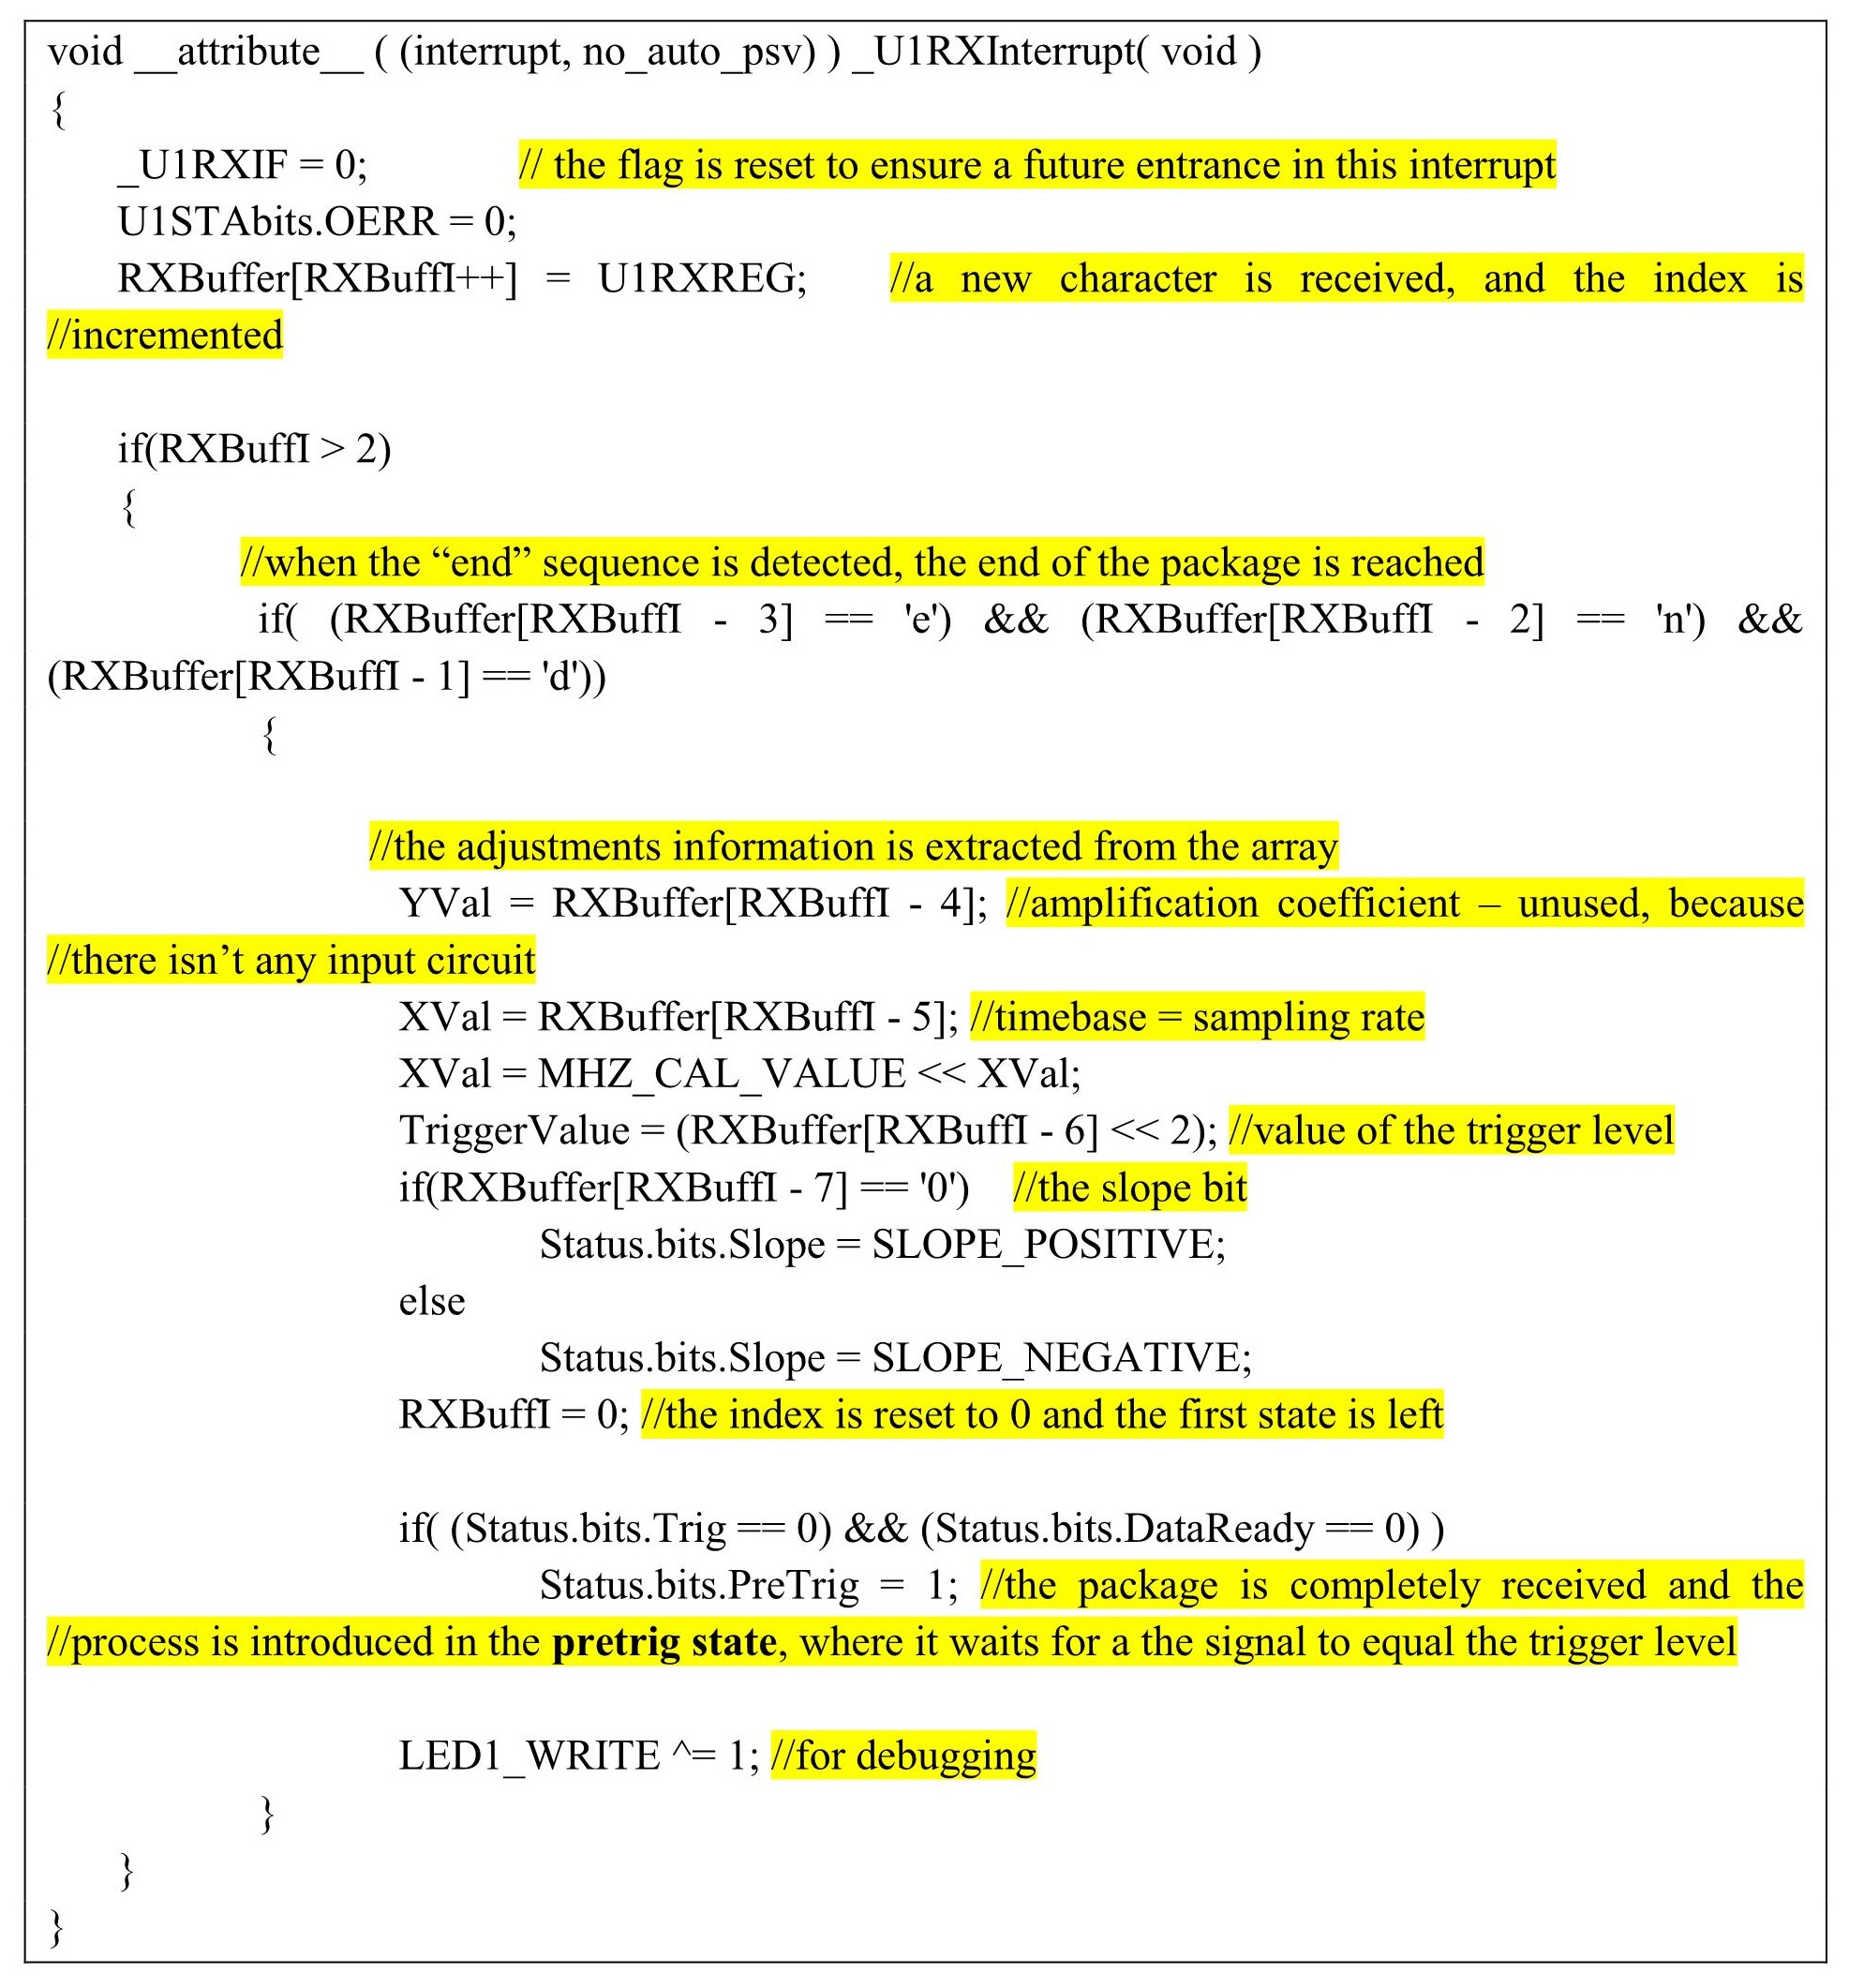 void __attribute__ ( (interrupt, no_auto_psv) ) _U1RXInterrupt( void )
{
_U1RXIF = 0; // the flag is reset to ensure a future entrance in this interrupt
U1STAbits.OERR = 0;
RXBuffer[RXBuffI++] = U1RXREG; //a new character is received, and the index is
//incremented
if(RXBuffI > 2)
{
//when the “end” sequence is detected, the end of the package is reached
if( (RXBuffer[RXBuffI - 3] == 'e') && (RXBuffer[RXBuffI - 2] == 'n') &&
(RXBuffer[RXBuffI - 1] == 'd'))
{
//the adjustments information is extracted from the array
YVal = RXBuffer[RXBuffI - 4]; //amplification coefficient – unused, because
//there isn’t any input circuit
XVal = RXBuffer[RXBuffI - 5]; //timebase = sampling rate
XVal = MHZ_CAL_VALUE << XVal;
TriggerValue = (RXBuffer[RXBuffI - 6] << 2); //value of the trigger level
if(RXBuffer[RXBuffI - 7] == '0') //the slope bit
Status.bits.Slope = SLOPE_POSITIVE;
else
Status.bits.Slope = SLOPE_NEGATIVE;
RXBuffI = 0; //the index is reset to 0 and the first state is left
if( (Status.bits.Trig == 0) && (Status.bits.DataReady == 0) )
Status.bits.PreTrig = 1; //the package is completely received and the
//process is introduced in the pretrig state, where it waits for a the signal to equal the trigger level
LED1_WRITE ^= 1; //for debugging
}
}
}